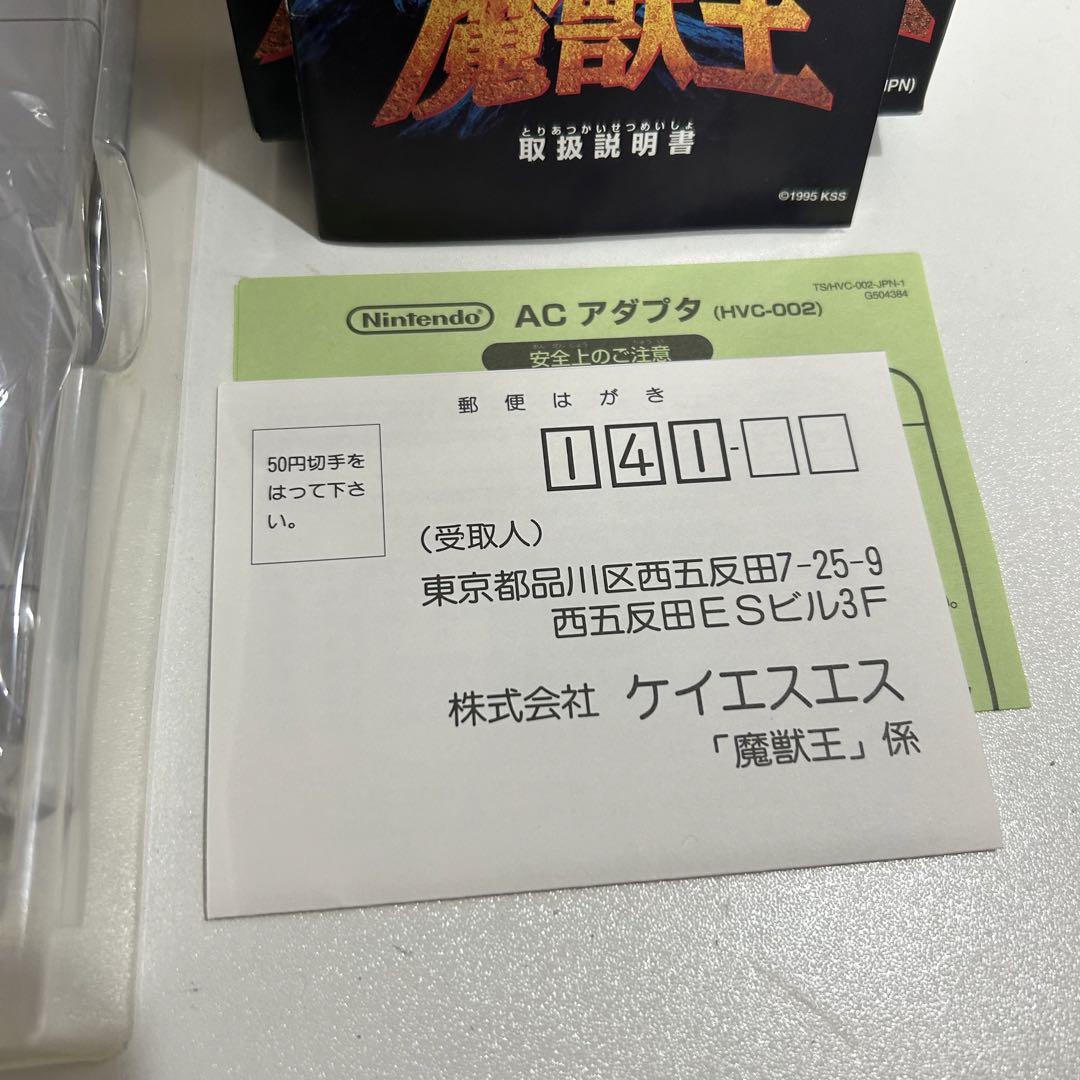 魔獣王
JPN)
とりあつかいせつめいしょ
取扱説明書
©1995 KSS
TS/HVC-002-JPN-1
G504384
Nintendo® ACアダプタ (HVC-002)
安全上のご注意
郵便はがき
50円切手を
はって下さ
い。
141-
(受取人)
東京都品川区西五反田7-25-9
西五反田ESビル3F
株式会社 ケイエスエス
「魔獣王」係